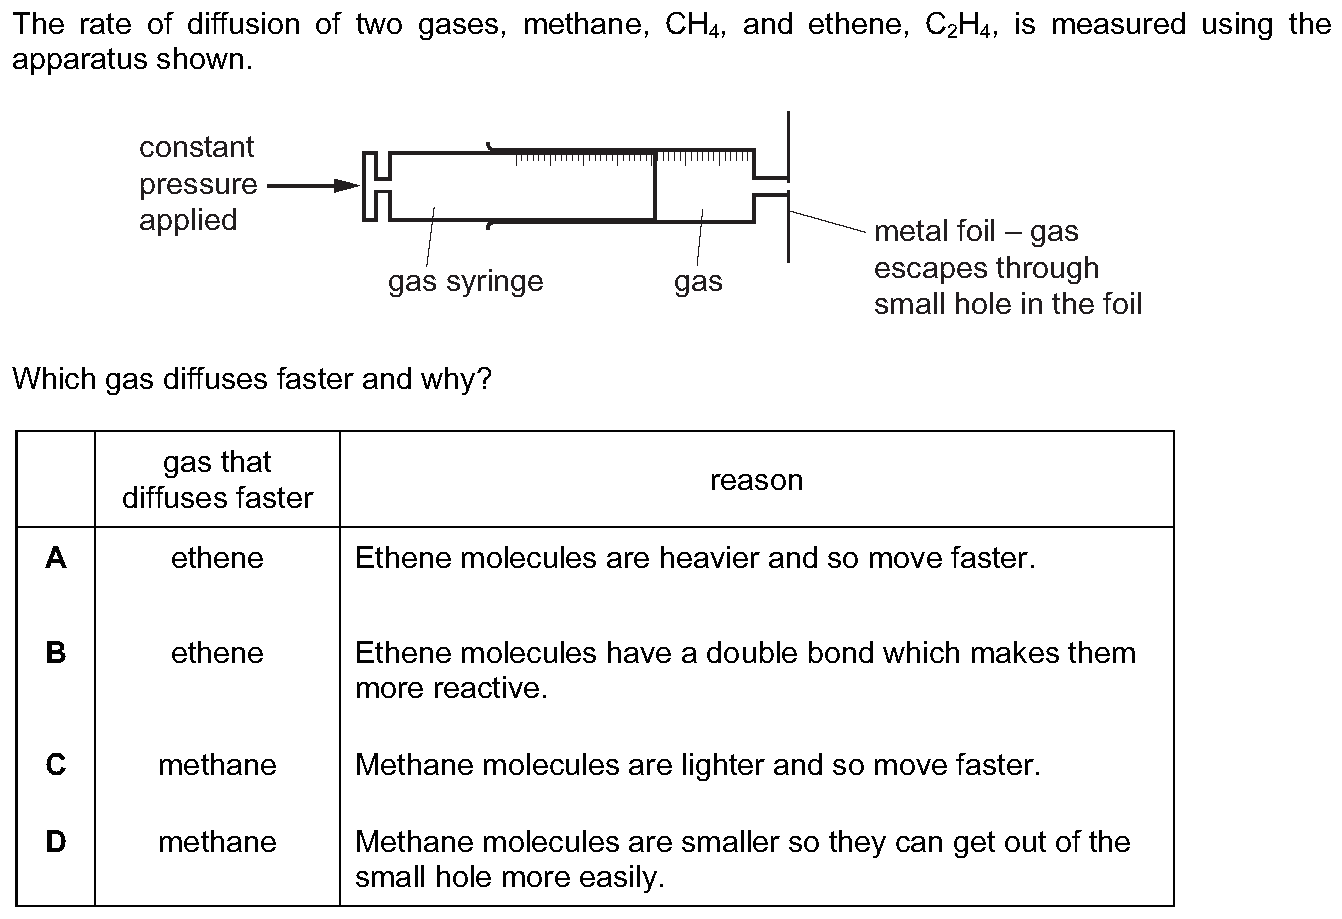 The rate of diffusion of two gases, methane, CH₄, and ethene, C₂H₄, is measured using the
apparatus shown.
constant
pressure
applied
gas syringe
gas
metal foil – gas
escapes through
small hole in the foil
Which gas diffuses faster and why?
gas that
diffuses faster
reason
A ethene Ethene molecules are heavier and so move faster.
B ethene Ethene molecules have a double bond which makes them
more reactive.
C methane Methane molecules are lighter and so move faster.
D methane Methane molecules are smaller so they can get out of the
small hole more easily.